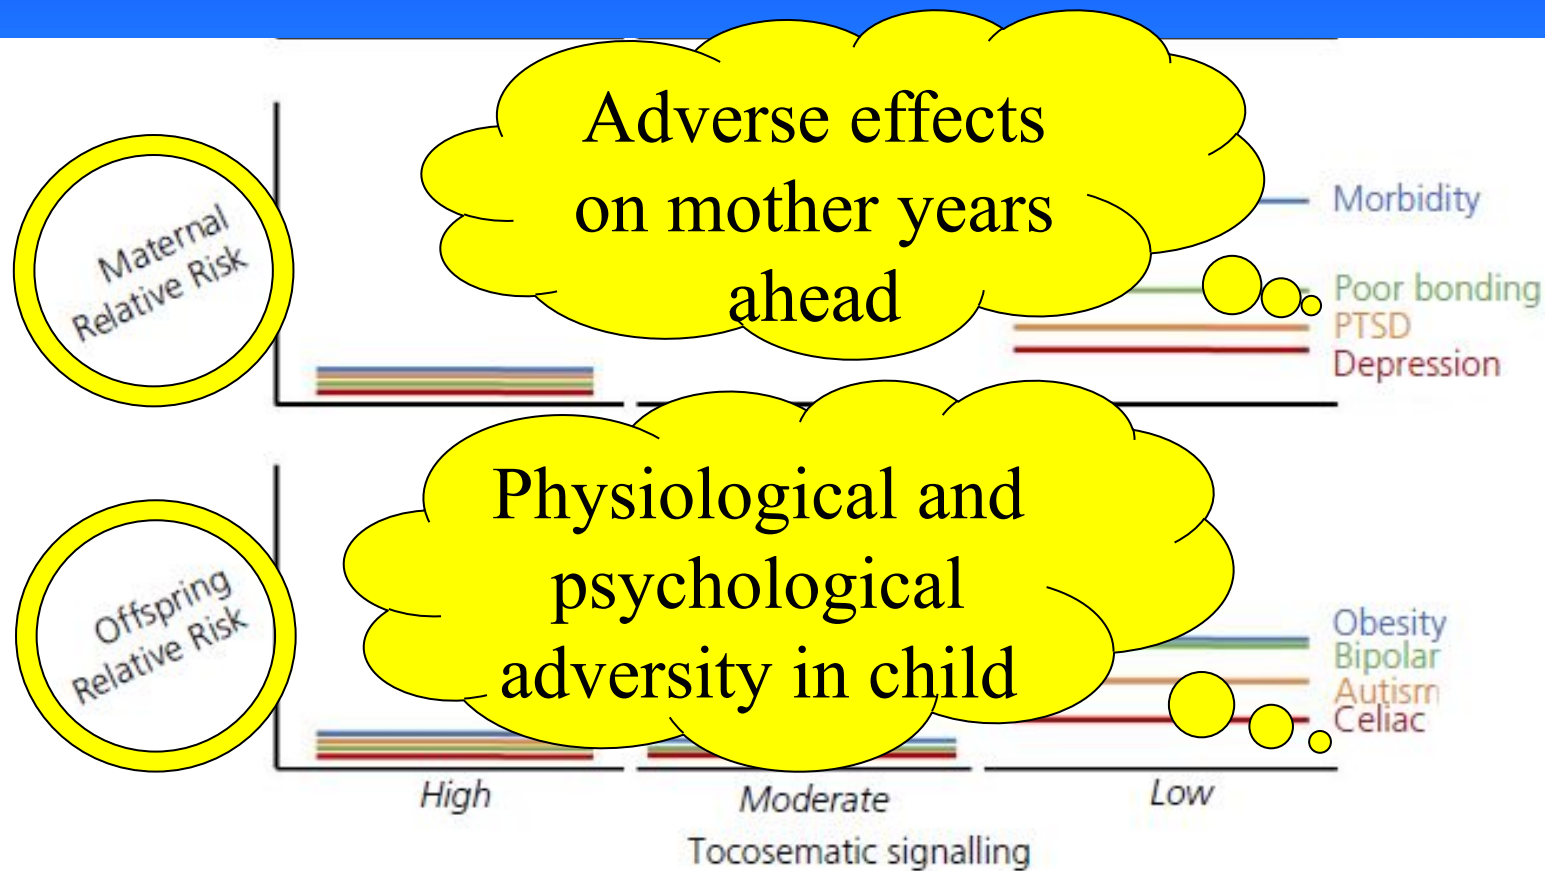 Adverse effects
on mother years
ahead
Maternal
Relative Risk
Morbidity
Poor bonding
PTSD
Depression
Physiological and
psychological
adversity in child
Offspring
Relative Risk
Obesity
Bipolar
Autism
Celiac
High Moderate Low
Tocosematic signalling